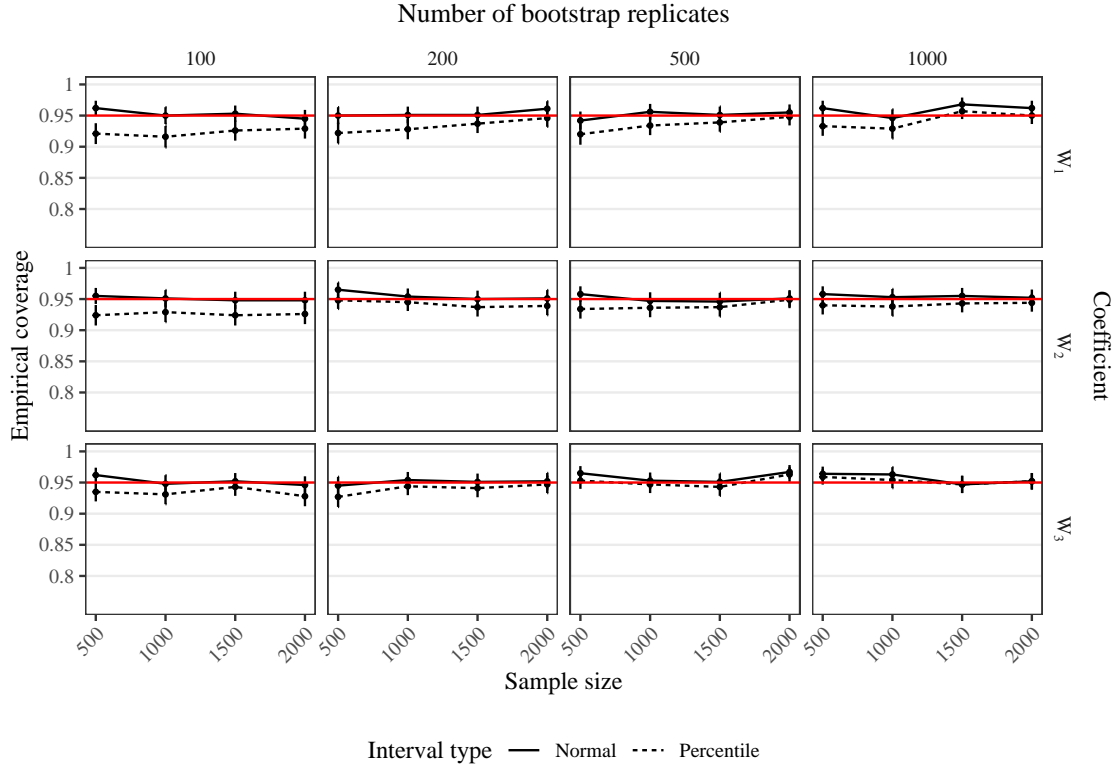 Number of bootstrap replicates
100 200 500 1000
1
0.95
0.9
0.85
0.8
W1
1
0.95
0.9
0.85
0.8
W2
1
0.95
0.9
0.85
0.8
W3
Empirical coverage
Coefficient
500 1000 1500 2000 500 1000 1500 2000 500 1000 1500 2000 500 1000 1500 2000
Sample size
Interval type Normal Percentile